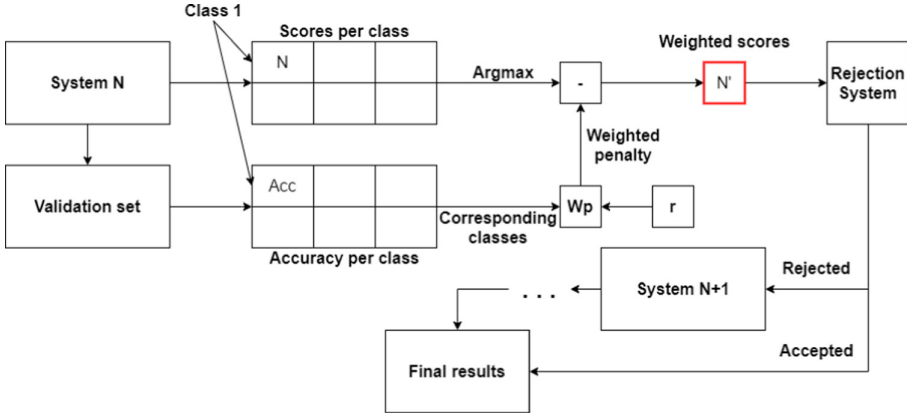 Class 1
Scores per class
System N
N
Argmax
-
Weighted scores
N'
Rejection
System
Weighted
penalty
Validation set
Acc
Corresponding
classes
Wp
r
Accuracy per class
System N+1
Rejected
. . .
Final results
Accepted